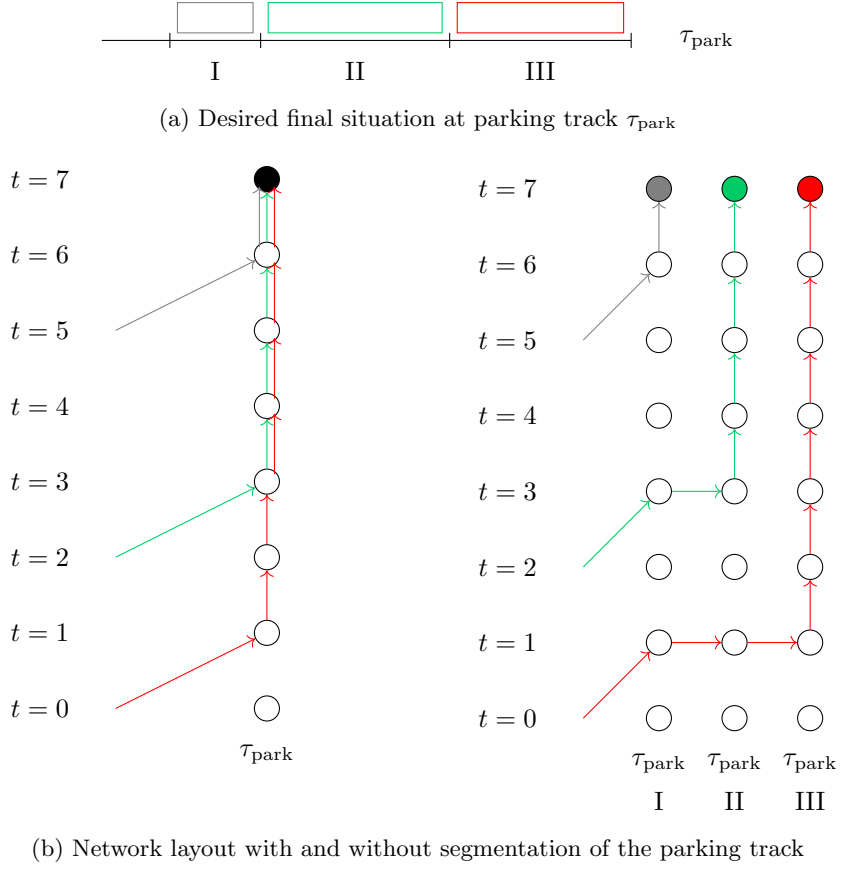 τpark
I II III
(a) Desired final situation at parking track τpark
t = 7 t = 7
t = 6 t = 6
t = 5 t = 5
t = 4 t = 4
t = 3 t = 3
t = 2 t = 2
t = 1 t = 1
t = 0 t = 0
τpark τpark τpark τpark
I II III
(b) Network layout with and without segmentation of the parking track